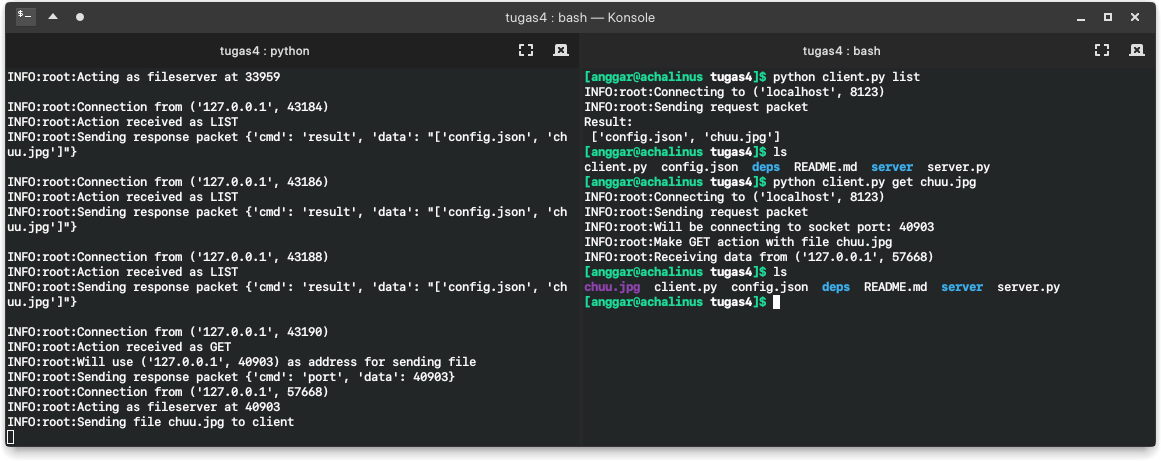 tugas4 : bash — Konsole
tugas4 : python
INFO:root:Acting as fileserver at 33959
INFO:root:Connection from ('127.0.0.1', 43184)
INFO:root:Action received as LIST
INFO:root:Sending response packet {'cmd': 'result', 'data': "['config.json', 'ch
uu.jpg']"}
INFO:root:Connection from ('127.0.0.1', 43186)
INFO:root:Action received as LIST
INFO:root:Sending response packet {'cmd': 'result', 'data': "['config.json', 'ch
uu.jpg']"}
INFO:root:Connection from ('127.0.0.1', 43188)
INFO:root:Action received as LIST
INFO:root:Sending response packet {'cmd': 'result', 'data': "['config.json', 'ch
uu.jpg']"}
INFO:root:Connection from ('127.0.0.1', 43190)
INFO:root:Action received as GET
INFO:root:Will use ('127.0.0.1', 40903) as address for sending file
INFO:root:Sending response packet {'cmd': 'port', 'data': 40903}
INFO:root:Connection from ('127.0.0.1', 57668)
INFO:root:Acting as fileserver at 40903
INFO:root:Sending file chuu.jpg to client
tugas4 : bash
[anggar@achalinus tugas4]$ python client.py list
INFO:root:Connecting to ('localhost', 8123)
INFO:root:Sending request packet
Result:
['config.json', 'chuu.jpg']
[anggar@achalinus tugas4]$ ls
client.py config.json deps README.md server server.py
[anggar@achalinus tugas4]$ python client.py get chuu.jpg
INFO:root:Connecting to ('localhost', 8123)
INFO:root:Sending request packet
INFO:root:Will be connecting to socket port: 40903
INFO:root:Make GET action with file chuu.jpg
INFO:root:Receiving data from ('127.0.0.1', 57668)
[anggar@achalinus tugas4]$ ls
chuu.jpg client.py config.json deps README.md server server.py
[anggar@achalinus tugas4]$